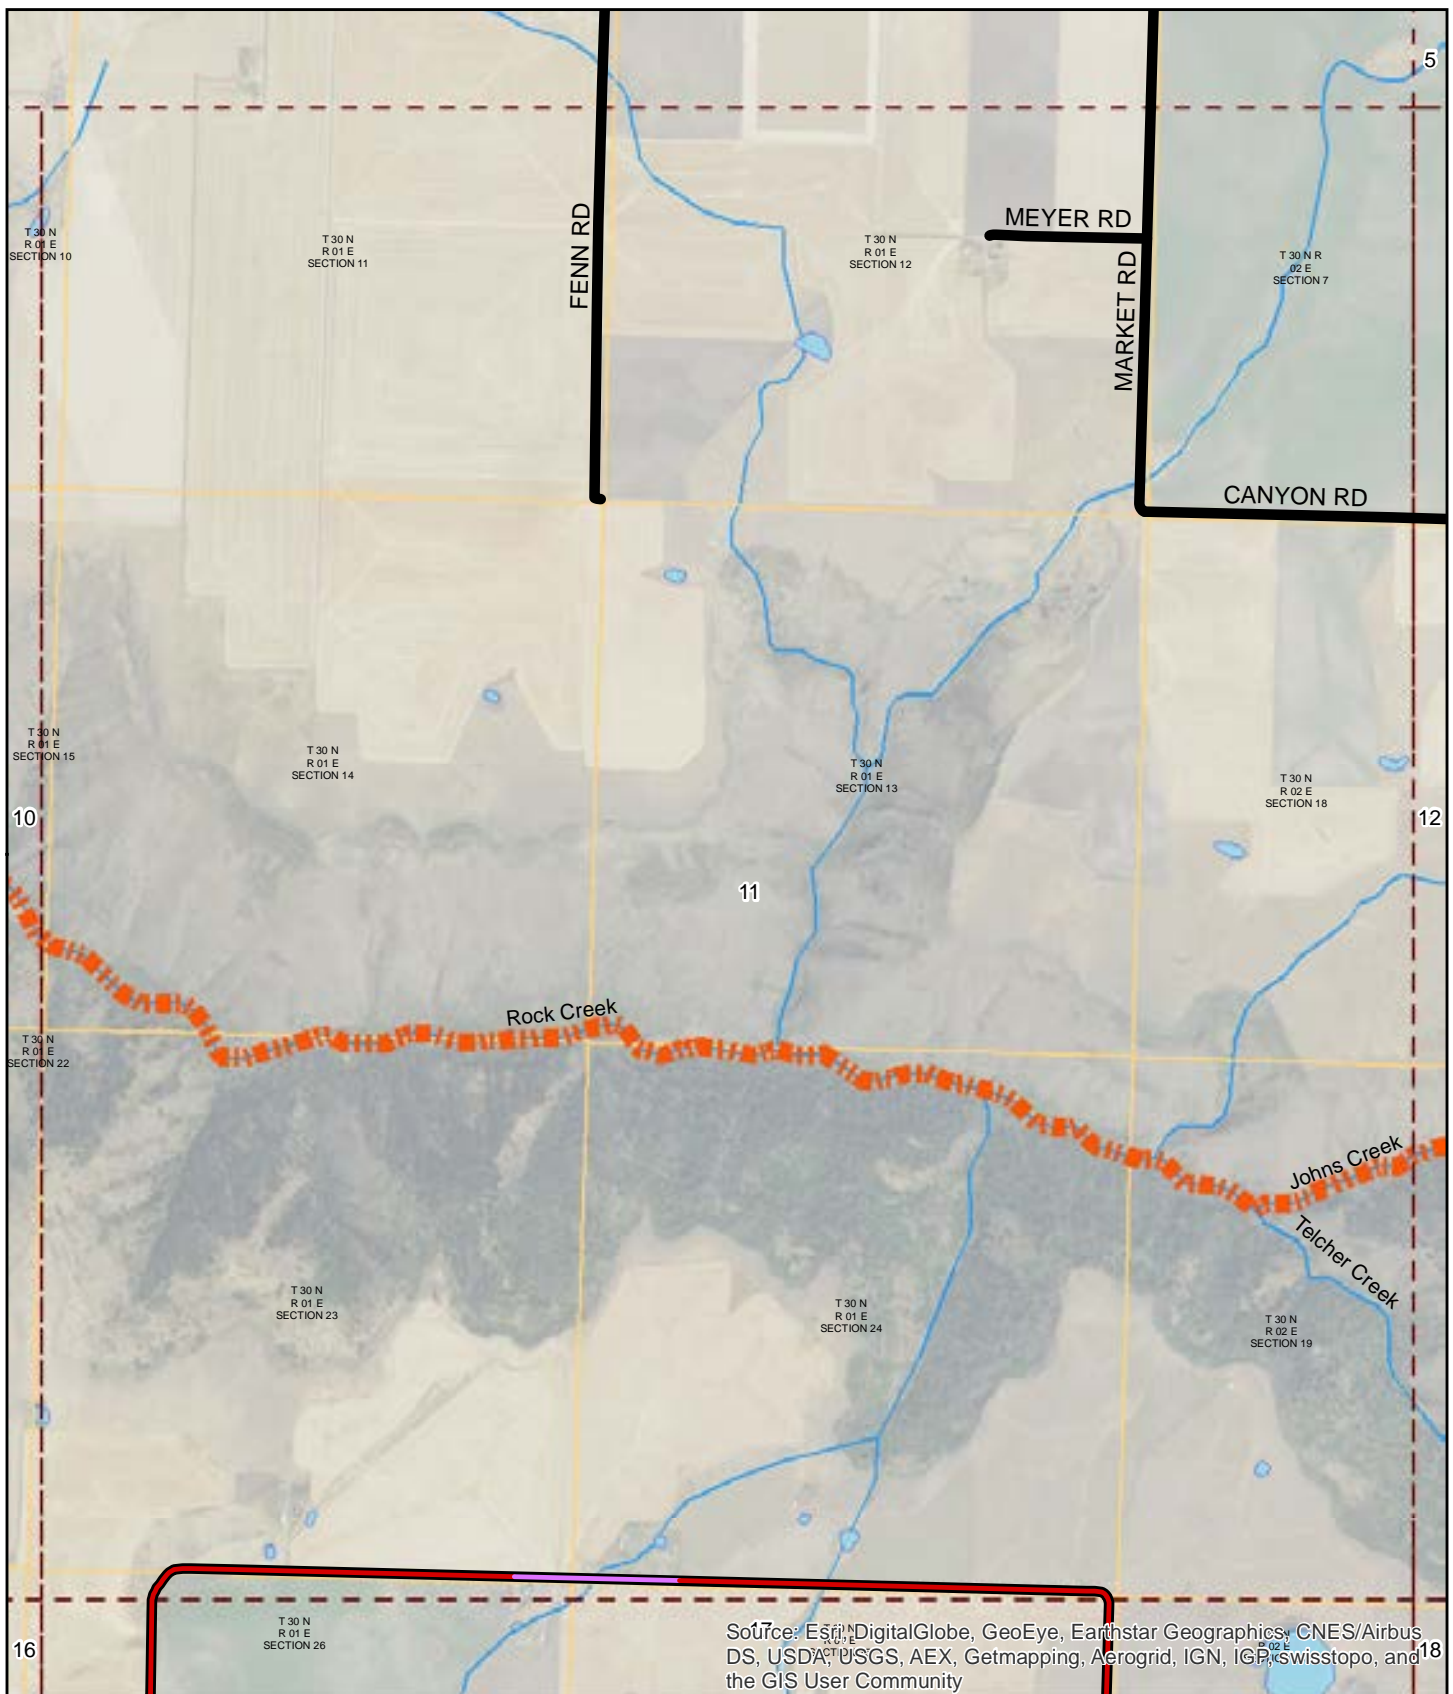 5
MEYER RD
FENN RD
MARKET RD
T 30 N
R 01 E
SECTION 10
T 30 N
R 01 E
SECTION 11
T 30 N
R 01 E
SECTION 12
T 30 N R
02 E
SECTION 7
CANYON RD
T 30 N
R 01 E
SECTION 15
T 30 N
R 01 E
SECTION 14
T 30 N
R 01 E
SECTION 13
T 30 N
R 02 E
SECTION 18
10
12
11
Rock Creek
T 30 N
R 01 E
SECTION 22
Johns Creek
Telcher Creek
T 30 N
R 01 E
SECTION 23
T 30 N
R 01 E
SECTION 24
T 30 N
R 02 E
SECTION 19
T 30 N
R 01 E
SECTION 26
16
17
18
Source: Esri, DigitalGlobe, GeoEye, Earthstar Geographics, CNES/Airbus
DS, USDA, USGS, AEX, Getmapping, Aerogrid, IGN, IGP, swisstopo, and
the GIS User Community